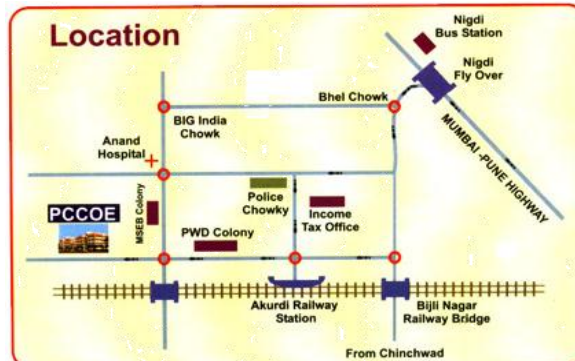 Location
Nigdi
Bus Station
Nigdi
Fly Over
Bhel Chowk
BIG India
Chowk
MUMBAI -PUNE HIGHWAY
Anand
Hospital
MSEB Colony
PCCOE
Police
Chowky
Income
Tax Office
PWD Colony
Akurdi Railway
Station
Bijli Nagar
Railway Bridge
From Chinchwad